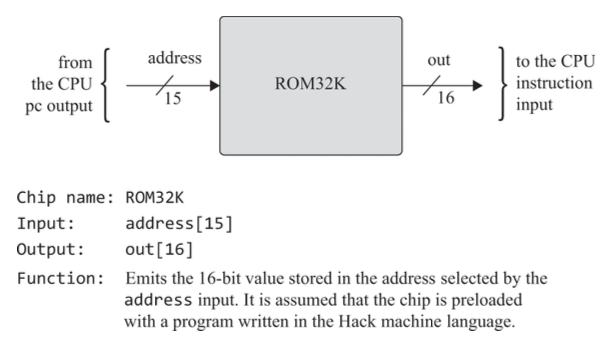 from
the CPU
pc output
address
15
ROM32K
out
16
to the CPU
instruction
input
Chip name: ROM32K
Input: address[15]
Output: out[16]
Function: Emits the 16-bit value stored in the address selected by the
address input. It is assumed that the chip is preloaded
with a program written in the Hack machine language.